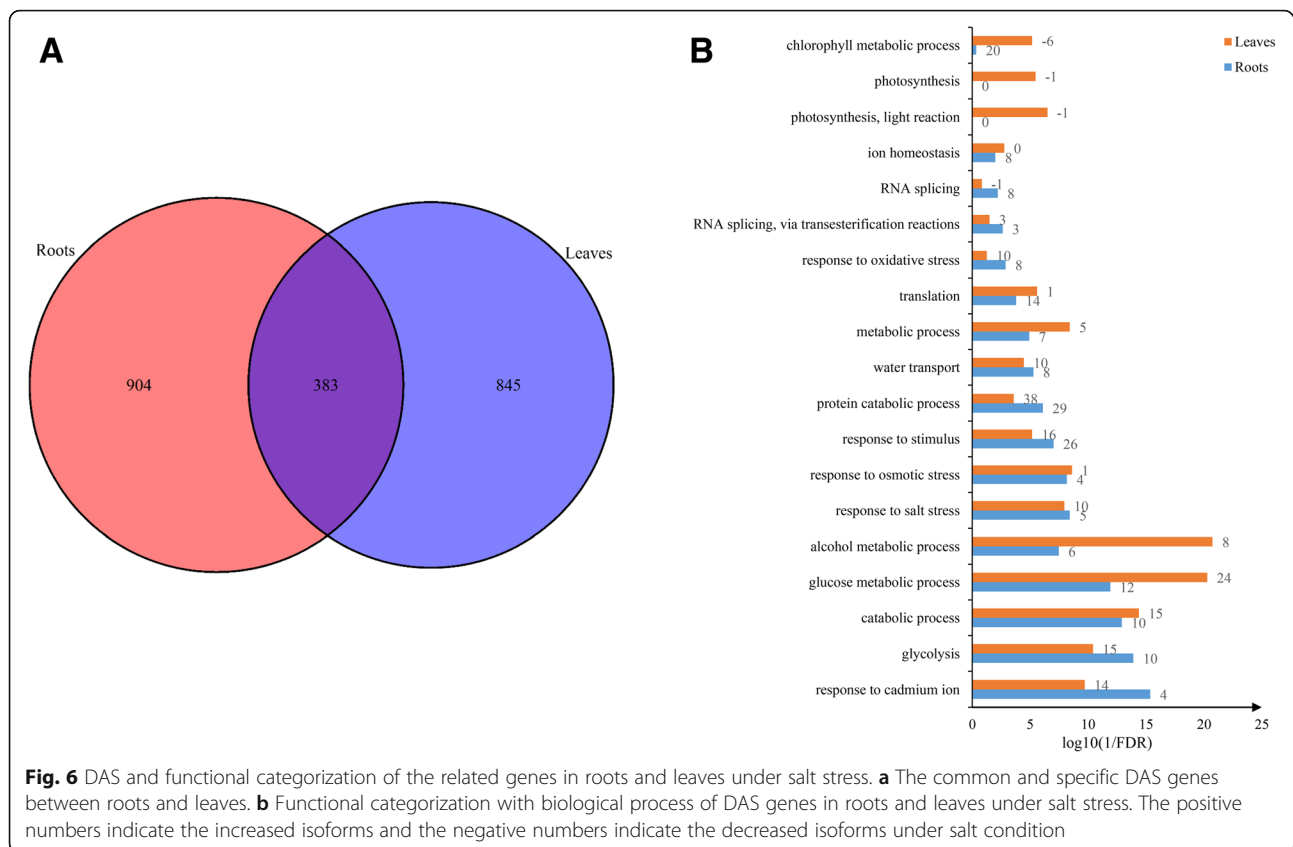 A
Roots
Leaves
904
383
845
B
Leaves
Roots
chlorophyll metabolic process
-6
20
photosynthesis
-1
0
photosynthesis, light reaction
-1
0
ion homeostasis
0
8
RNA splicing
-1
8
RNA splicing, via transesterification reactions
3
3
response to oxidative stress
10
8
translation
1
14
metabolic process
5
7
water transport
10
8
protein catabolic process
38
29
response to stimulus
16
26
response to osmotic stress
1
4
response to salt stress
10
5
alcohol metabolic process
8
6
glucose metabolic process
24
12
catabolic process
15
10
glycolysis
15
10
response to cadmium ion
14
4
0 5 10 15 20 25
log10(1/FDR)
Fig. 6 DAS and functional categorization of the related genes in roots and leaves under salt stress. a The common and specific DAS genes
between roots and leaves. b Functional categorization with biological process of DAS genes in roots and leaves under salt stress. The positive
numbers indicate the increased isoforms and the negative numbers indicate the decreased isoforms under salt condition